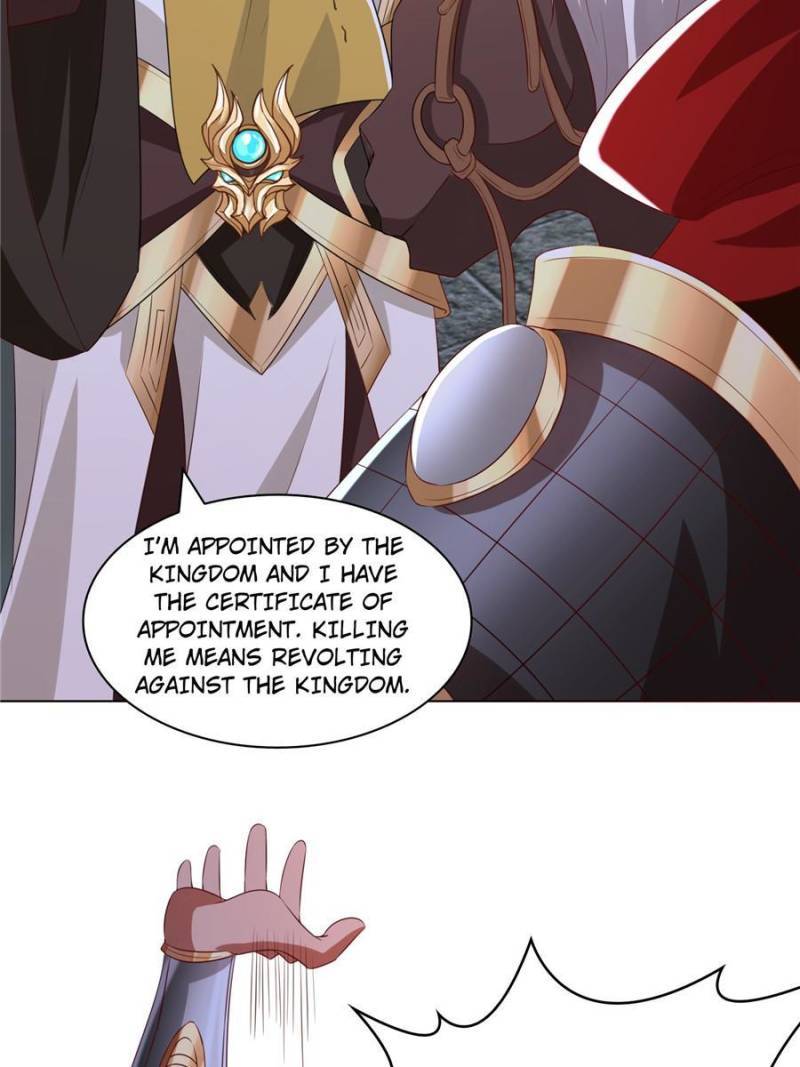 I'M APPOINTED BY THE
KINGDOM AND I HAVE
THE CERTIFICATE OF
APPOINTMENT. KILLING
ME MEANS REVOLTING
AGAINST THE KINGDOM.